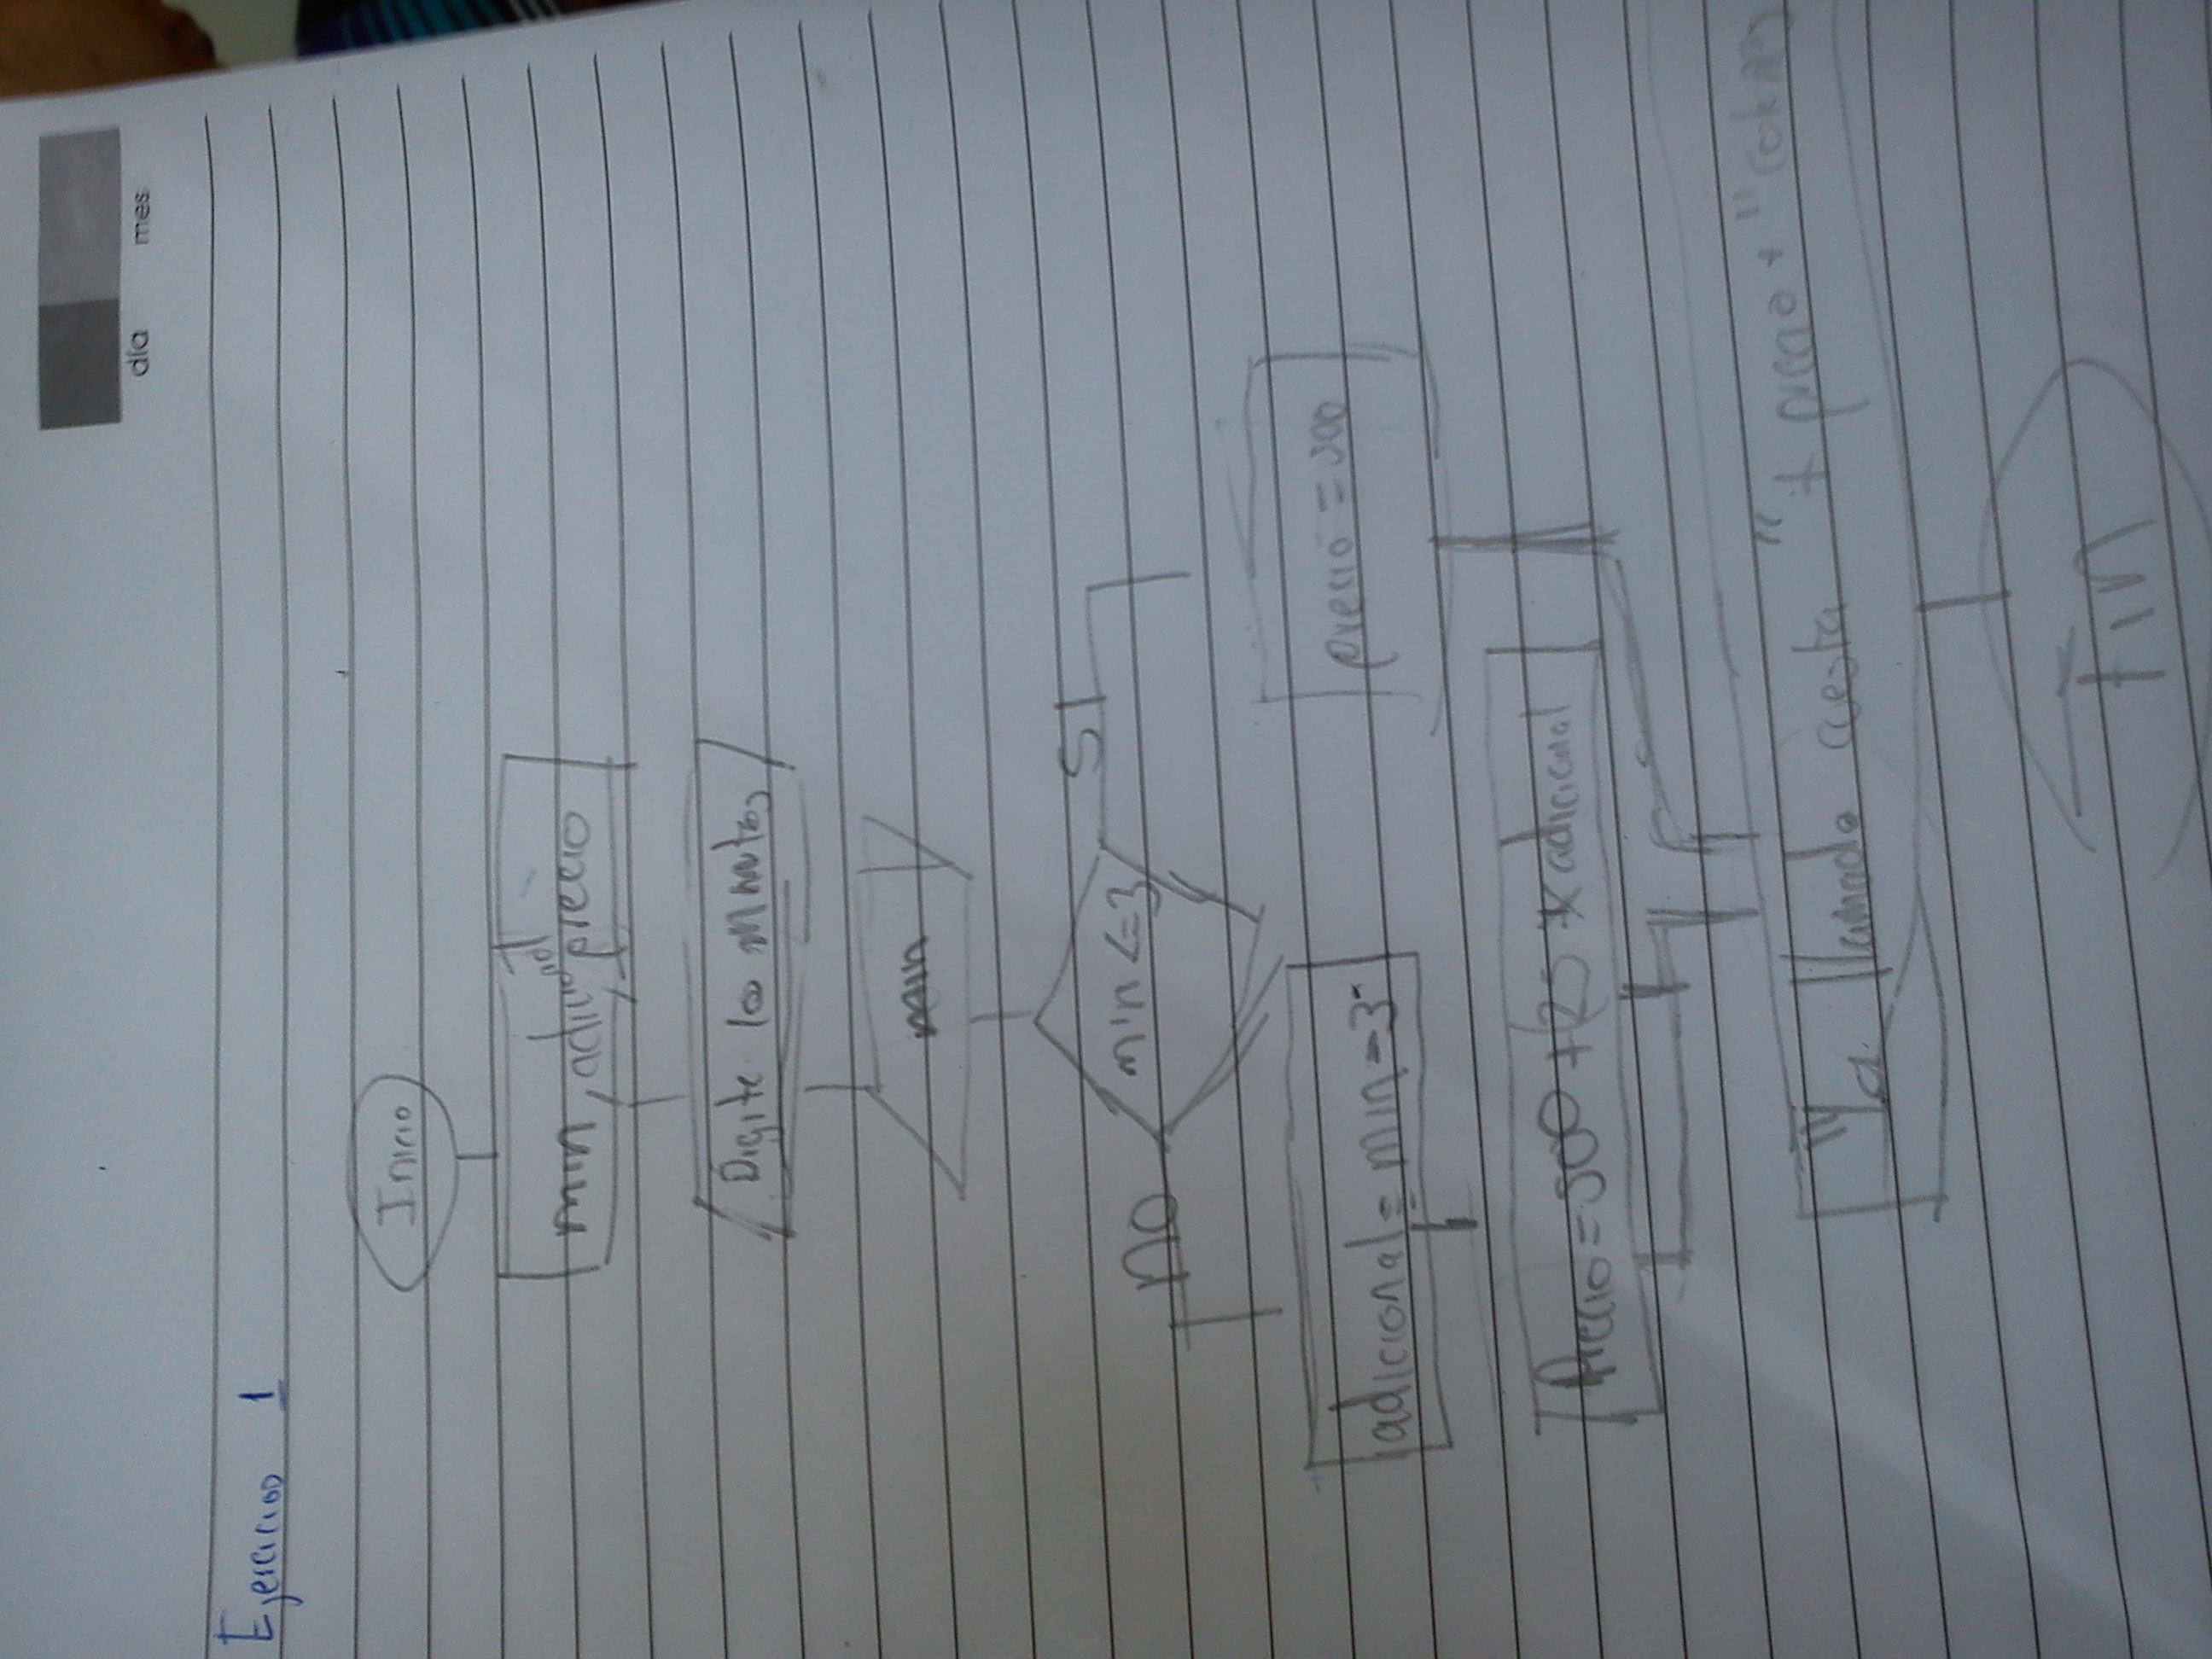 día mes
Ejercicios 1
Inicio
min, adicional, precio
Digite los minutos
min
min <= 3
SI
no
adicional = min - 3
precio = 300
Precio = 300 + (25 * adicional
"La llamada cuesta " + precio + " colones
Fin